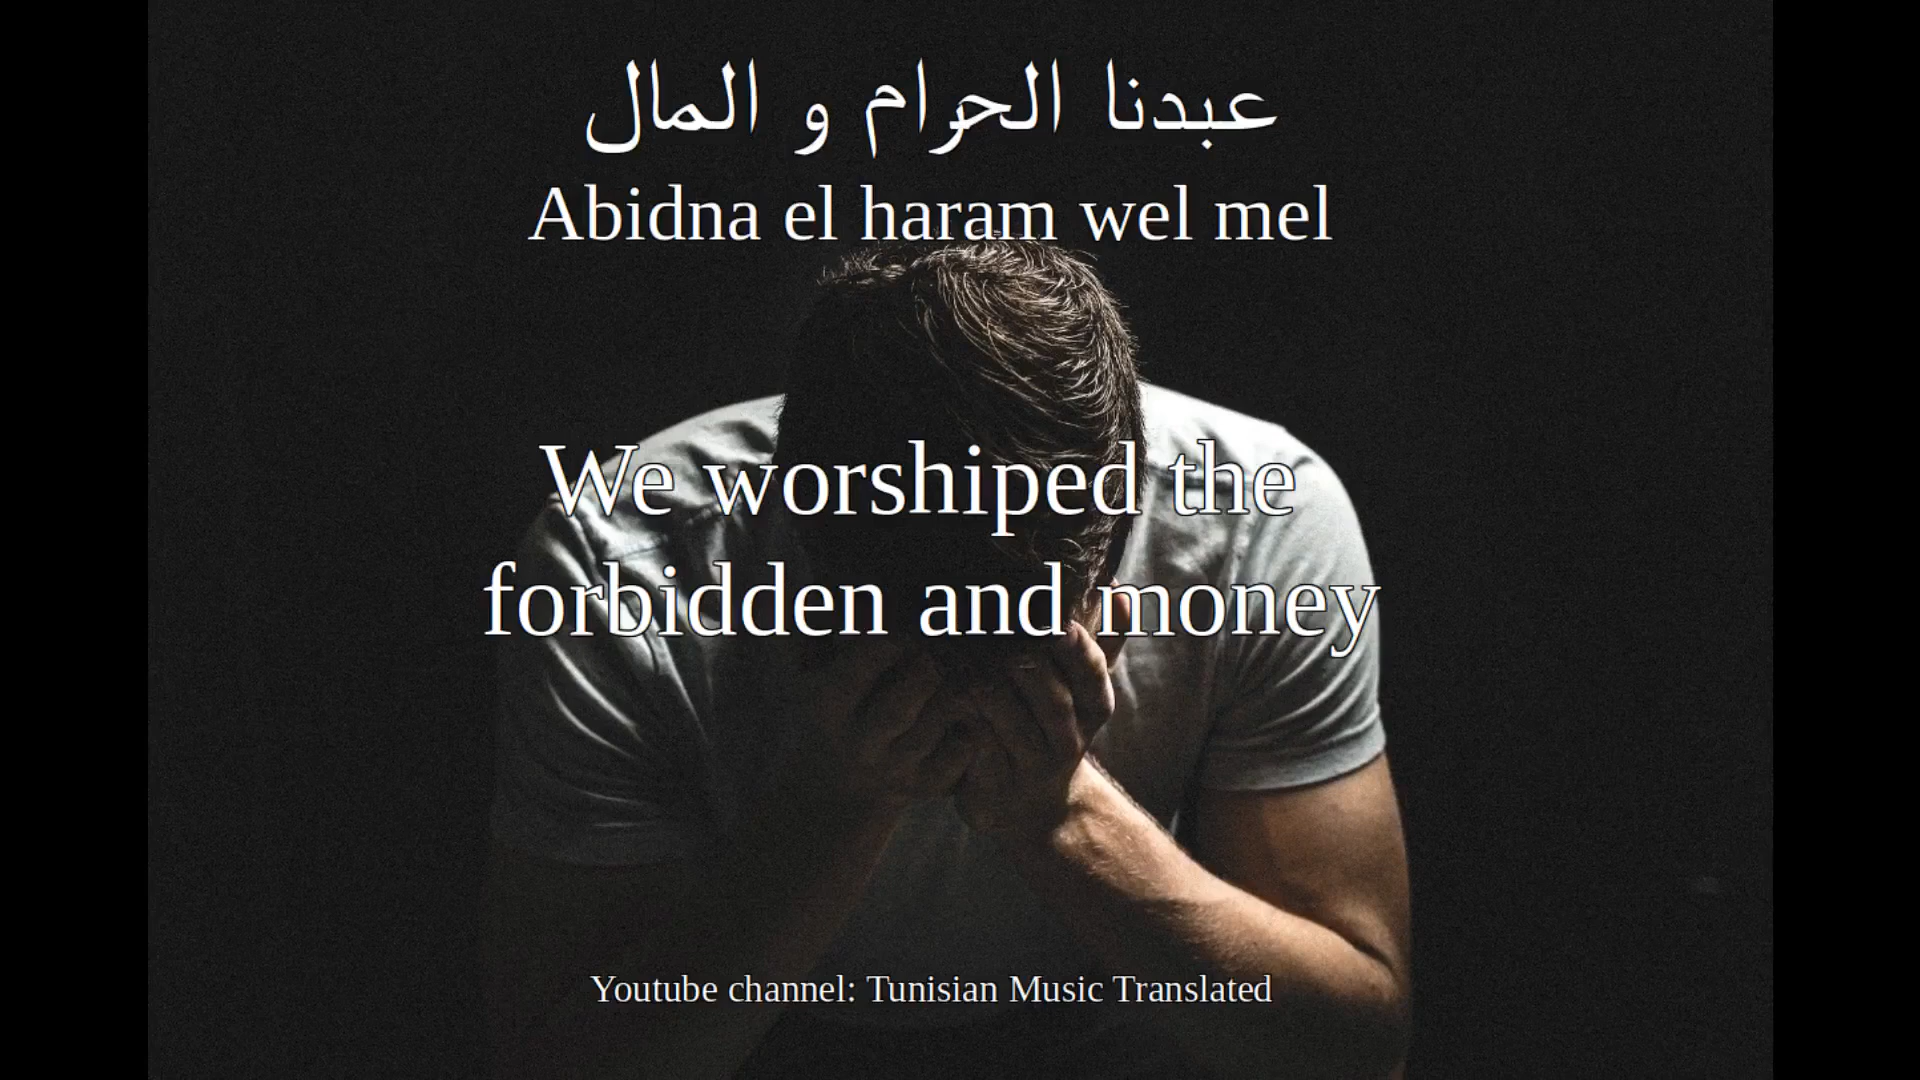 عبدنا الحرام و المال
Abidna el haram wel mel
We worshiped the
forbidden and money
Youtube channel: Tunisian Music Translated